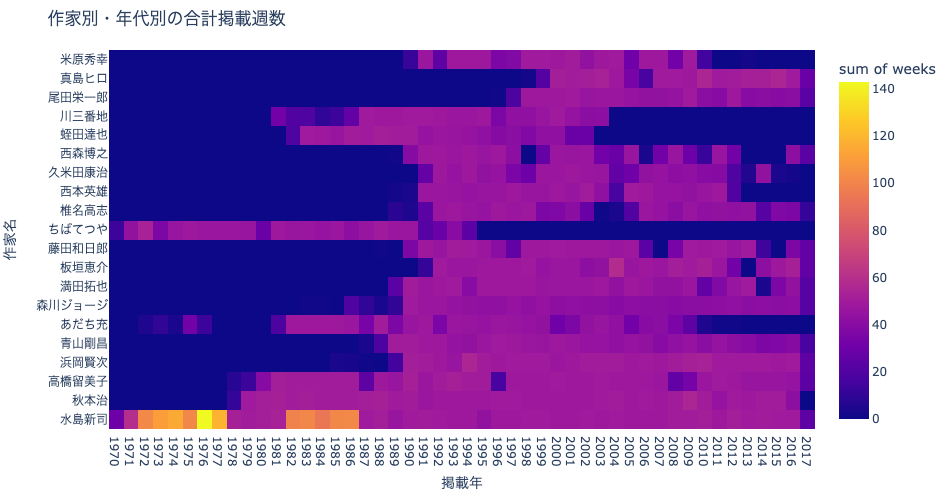 作家別・年代別の合計掲載週数
sum of weeks
140
120
100
80
60
40
20
0
作家名
米原秀幸
真島ヒロ
尾田栄一郎
川三番地
蛭田達也
西森博之
久米田康治
西本英雄
椎名高志
ちばてつや
藤田和日郎
板垣恵介
満田拓也
森川ジョージ
あだち充
青山剛昌
浜岡賢次
高橋留美子
秋本治
水島新司
1970 1971 1972 1973 1974 1975 1976 1977 1978 1979 1980 1981 1982 1983 1984 1985 1986 1987 1988 1989 1990 1991 1992 1993 1994 1995 1996 1997 1998 1999 2000 2001 2002 2003 2004 2005 2006 2007 2008 2009 2010 2011 2012 2013 2014 2015 2016 2017
掲載年